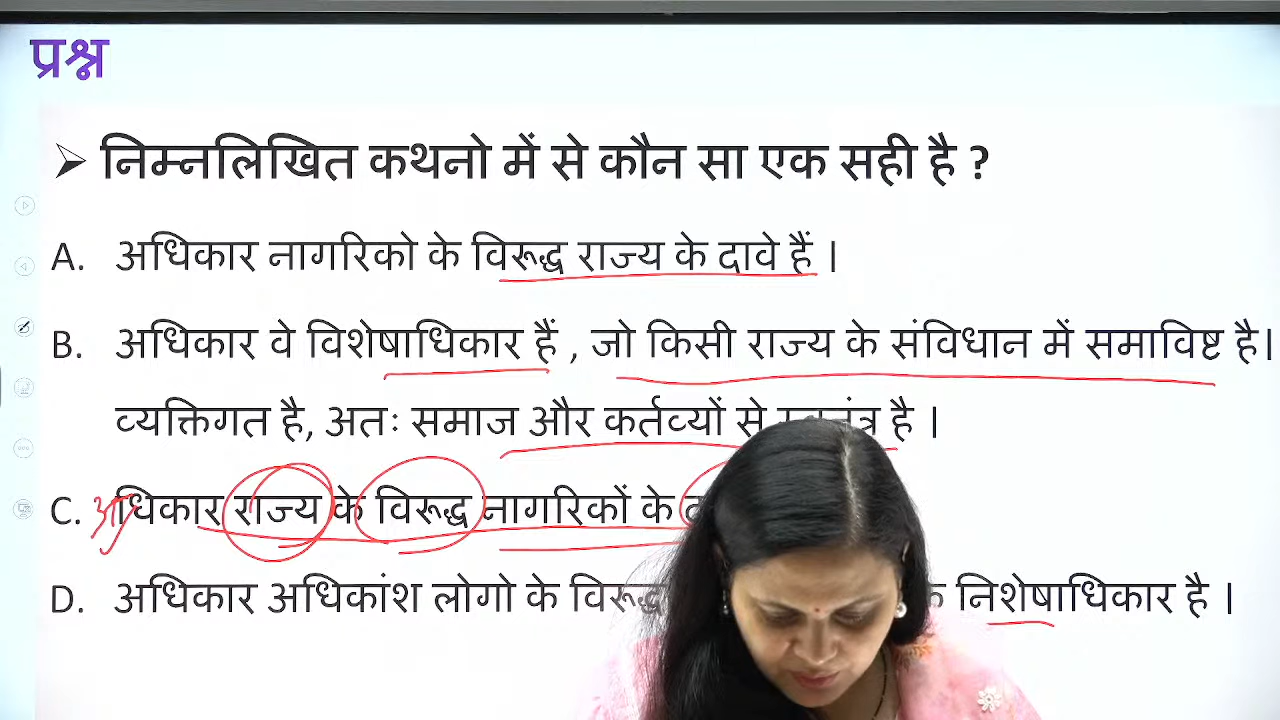 प्रश्न
➢ निम्नलिखित कथनो में से कौन सा एक सही है ?
A. अधिकार नागरिको के विरूद्ध राज्य के दावे हैं ।
B. अधिकार वे विशेषाधिकार हैं , जो किसी राज्य के संविधान में समाविष्ट है।
व्यक्तिगत है, अतः समाज और कर्तव्यों से है ।
C. अधिकार राज्य के विरूद्ध नागरिकों के
D. अधिकार अधिकांश लोगो के विरूद्ध निशेषाधिकार है ।